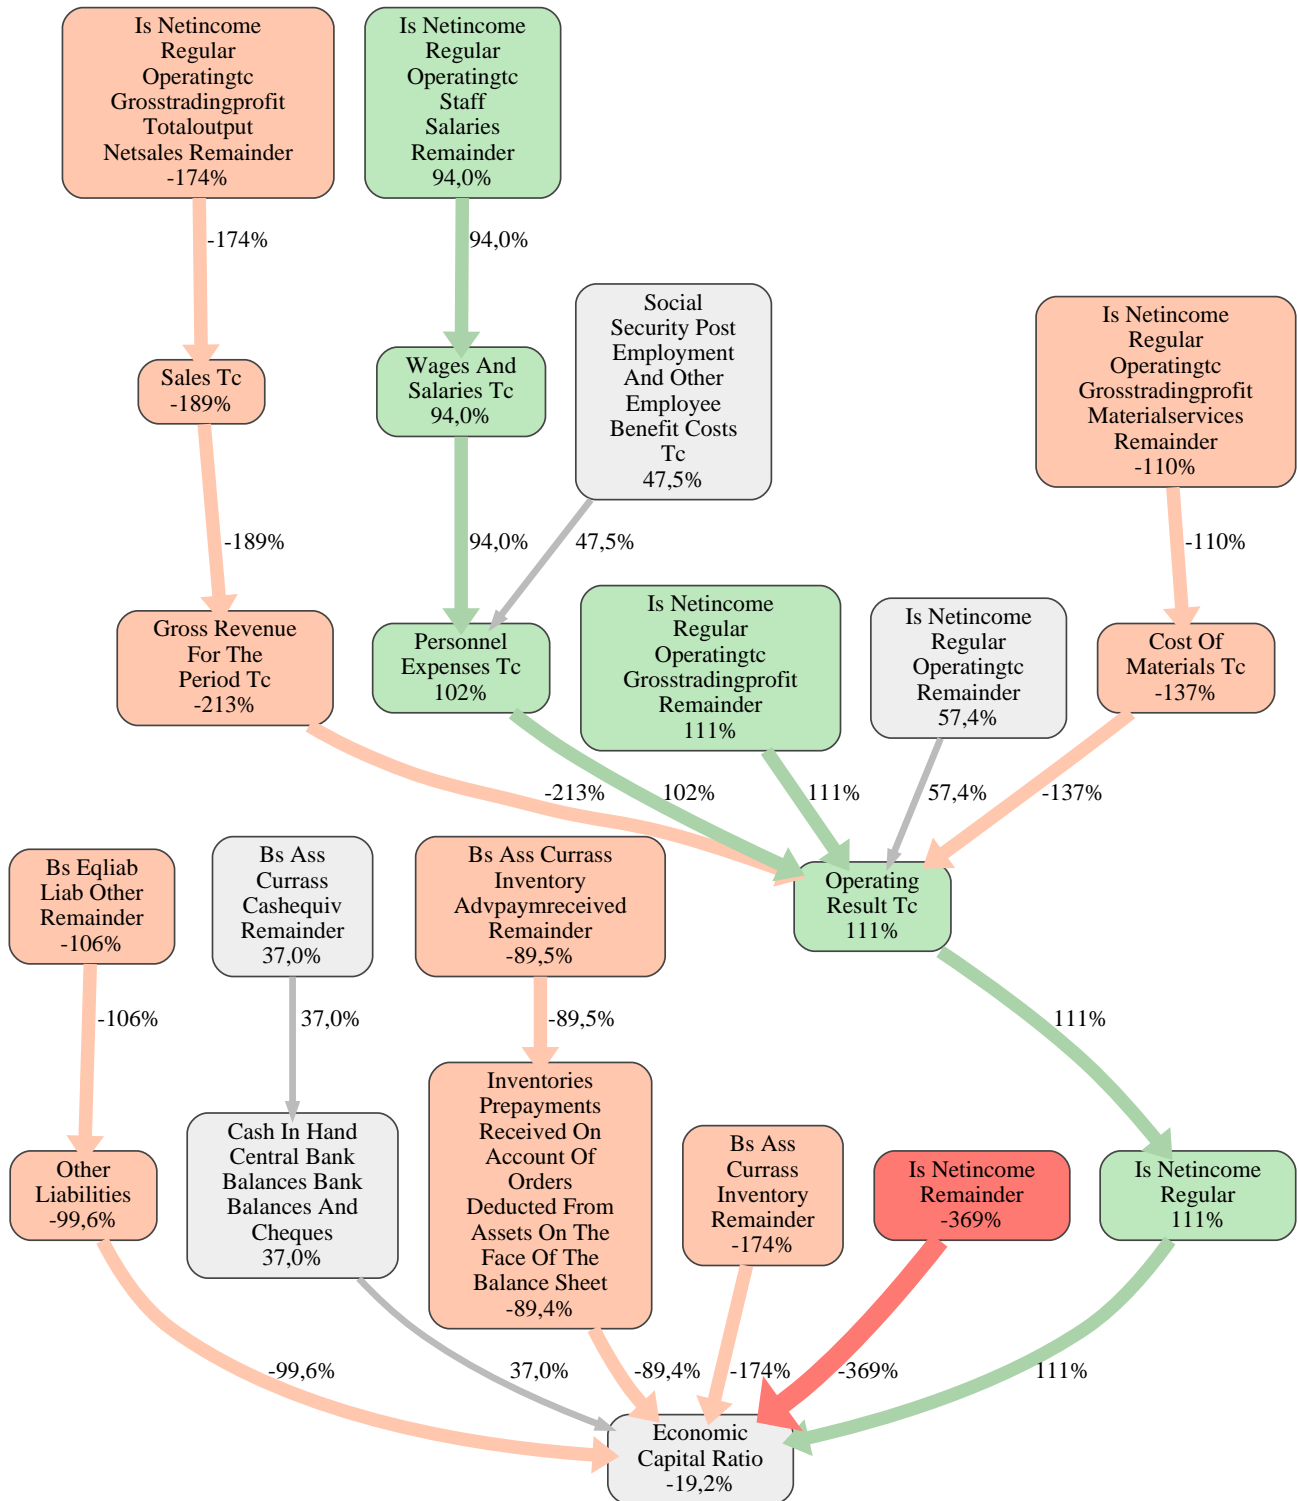 Is Netincome
Regular
Operatingtc
Grosstradingprofit
Totaloutput
Netsales Remainder
-174%
Is Netincome
Regular
Operatingtc
Staff
Salaries
Remainder
94,0%
-174%
94,0%
Social
Security Post
Employment
And Other
Employee
Benefit Costs
Tc
47,5%
Is Netincome
Regular
Operatingtc
Grosstradingprofit
Materialservices
Remainder
-110%
Sales Tc
-189%
Wages And
Salaries Tc
94,0%
-189%
94,0%
47,5%
-110%
Gross Revenue
For The
Period Tc
-213%
Personnel
Expenses Tc
102%
Is Netincome
Regular
Operatingtc
Grosstradingprofit
Remainder
111%
Is Netincome
Regular
Operatingtc
Remainder
57,4%
Cost Of
Materials Tc
-137%
-213%
102%
111%
57,4%
-137%
Bs Eqliab
Liab Other
Remainder
-106%
Bs Ass
Currass
Cashequiv
Remainder
37,0%
Bs Ass Currass
Inventory
Advpaymreceived
Remainder
-89,5%
Operating
Result Tc
111%
-106%
37,0%
-89,5%
111%
Other
Liabilities
-99,6%
Cash In Hand
Central Bank
Balances Bank
Balances And
Cheques
37,0%
Inventories
Prepayments
Received On
Account Of
Orders
Deducted From
Assets On The
Face Of The
Balance Sheet
-89,4%
Bs Ass
Currass
Inventory
Remainder
-174%
Is Netincome
Remainder
-369%
Is Netincome
Regular
111%
-99,6%
37,0%
-89,4%
-174%
-369%
111%
Economic
Capital Ratio
-19,2%